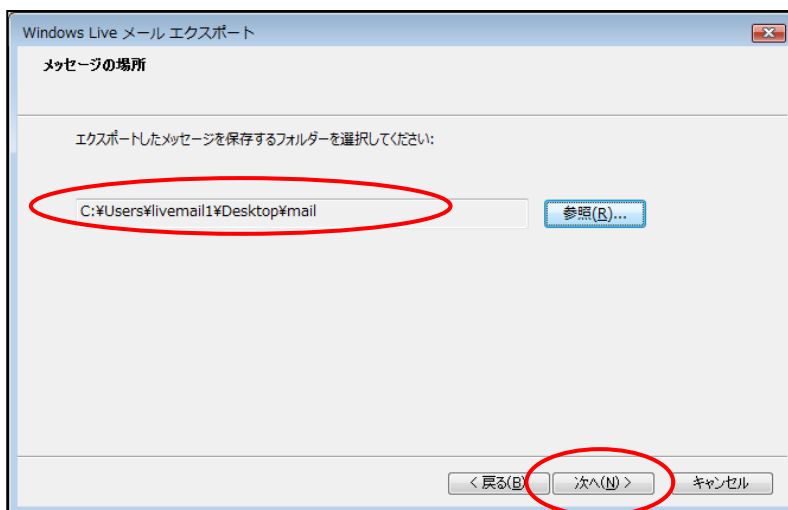 Windows Live メール エクスポート
メッセージの場所
エクスポートしたメッセージを保存するフォルダーを選択してください:
C:¥Users¥livemail1¥Desktop¥mail
参照(R)...
< 戻る(B) 次へ(N) > キャンセル